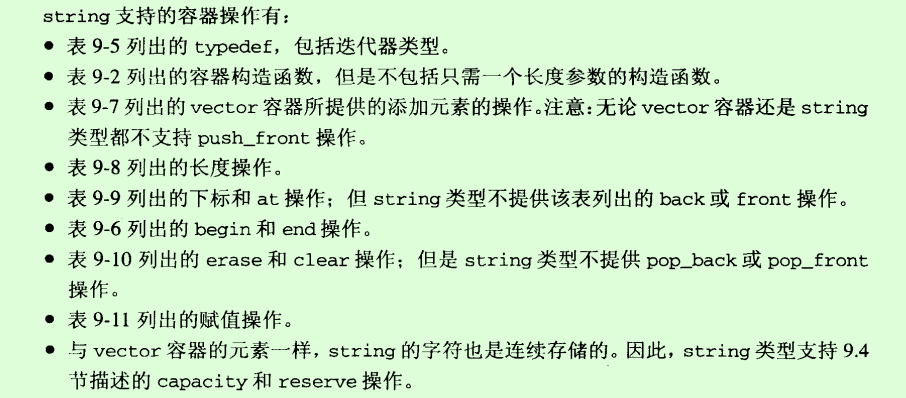 string 支持的容器操作有：
● 表 9-5 列出的 typedef，包括迭代器类型。
● 表 9-2 列出的容器构造函数，但是不包括只需一个长度参数的构造函数。
● 表 9-7 列出的 vector 容器所提供的添加元素的操作。注意：无论 vector 容器还是 string
类型都不支持 push_front 操作。
● 表 9-8 列出的长度操作。
● 表 9-9 列出的下标和 at 操作；但 string 类型不提供该表列出的 back 或 front 操作。
● 表 9-6 列出的 begin 和 end 操作。
● 表 9-10 列出的 erase 和 clear 操作；但是 string 类型不提供 pop_back 或 pop_front
操作。
● 表 9-11 列出的赋值操作。
● 与 vector 容器的元素一样，string 的字符也是连续存储的。因此，string 类型支持 9.4
节描述的 capacity 和 reserve 操作。